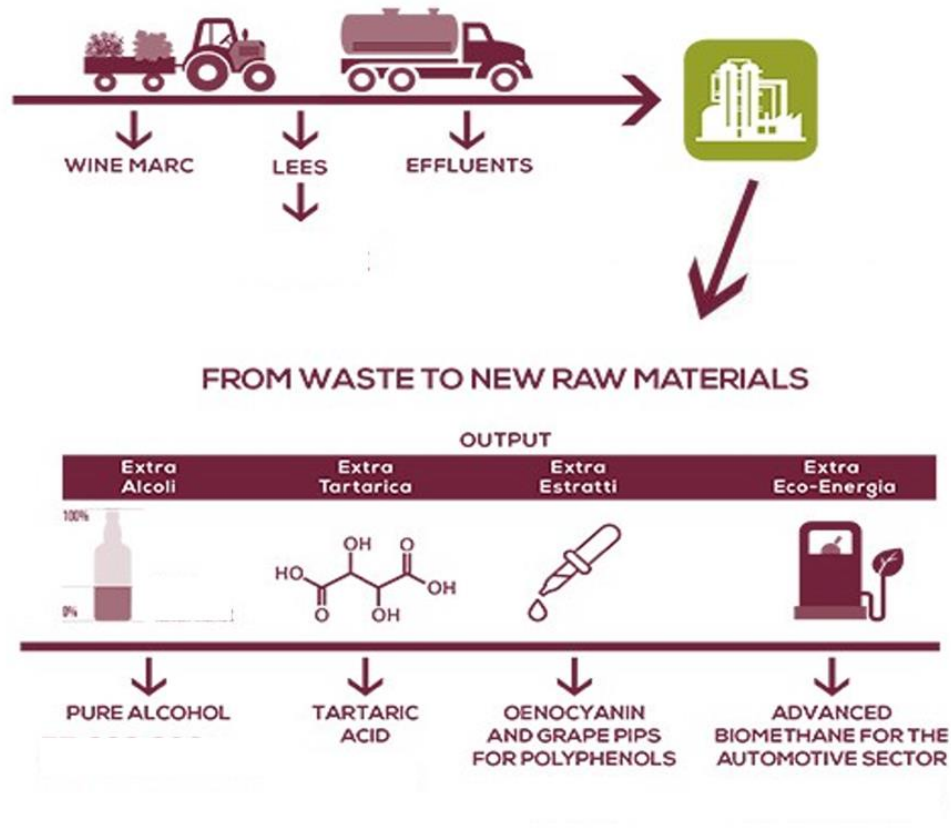 WINE MARC
LEES
EFFLUENTS
FROM WASTE TO NEW RAW MATERIALS
OUTPUT
Extra
Alcoli
Extra
Tartarica
Extra
Estratti
Extra
Eco-Energia
100%
0%
OH
O
HO
OH
O
OH
PURE ALCOHOL
TARTARIC
ACID
OENOCYANIN
AND GRAPE PIPS
FOR POLYPHENOLS
ADVANCED
BIOMETHANE FOR THE
AUTOMOTIVE SECTOR